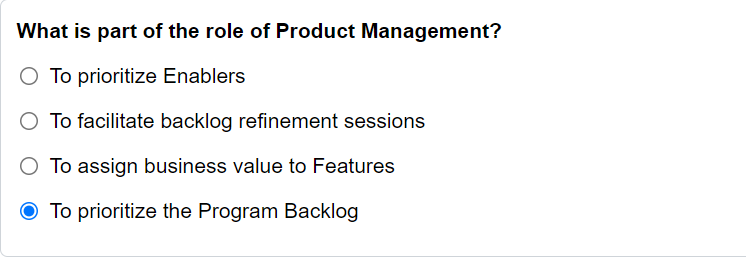 What is part of the role of Product Management?
To prioritize Enablers
To facilitate backlog refinement sessions
To assign business value to Features
To prioritize the Program Backlog